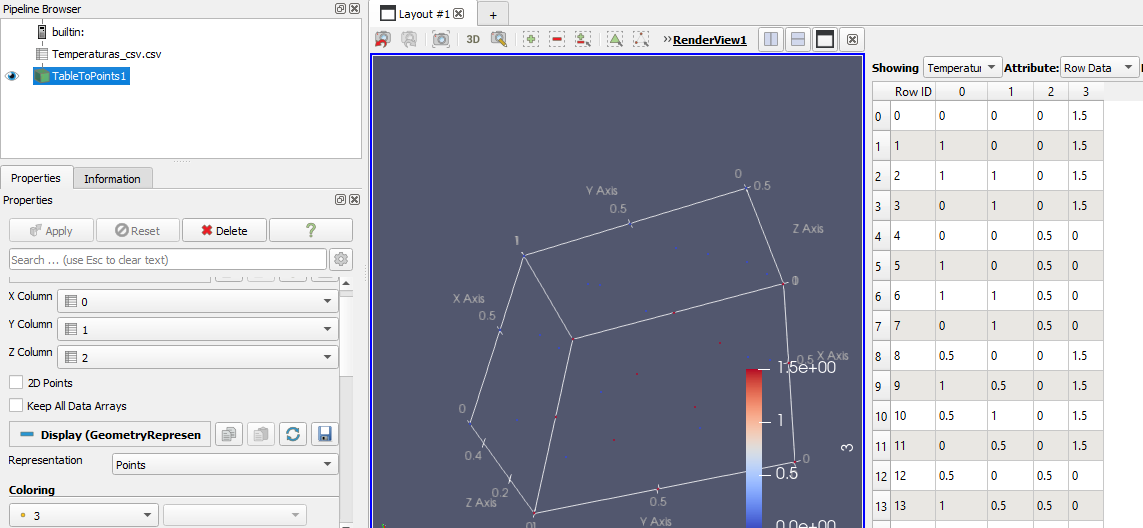 Pipeline Browser
builtin:
Temperaturas_csv.csv
TableToPoints1
Properties
Information
Properties
Apply
Reset
Delete
?
Search ... (use Esc to clear text)
X Column
0
Y Column
1
Z Column
2
2D Points
Keep All Data Arrays
Display (GeometryRepresen
Representation
Points
Coloring
3
Layout #1
+
3D
»RenderView1
0
0.5
Y Axis
0.5
Z Axis
1
0
X Axis
0.5
0.5
X Axis
1.5e+00
0
1
3
0.4
0
0.5
0.2
0.5
Z Axis
01
Y Axis
0.0e+00
Showing
Temperatur
Attribute:
Row Data
Row ID 0 1 2 3
0 0 0 0 0 1.5
1 1 1 0 0 1.5
2 2 1 1 0 1.5
3 3 0 1 0 1.5
4 4 0 0 0.5 0
5 5 1 0 0.5 0
6 6 1 1 0.5 0
7 7 0 1 0.5 0
8 8 0.5 0 0 1.5
9 9 1 0.5 0 1.5
10 10 0.5 1 0 1.5
11 11 0 0.5 0 1.5
12 12 0.5 0 0.5 0
13 13 1 0.5 0.5 0